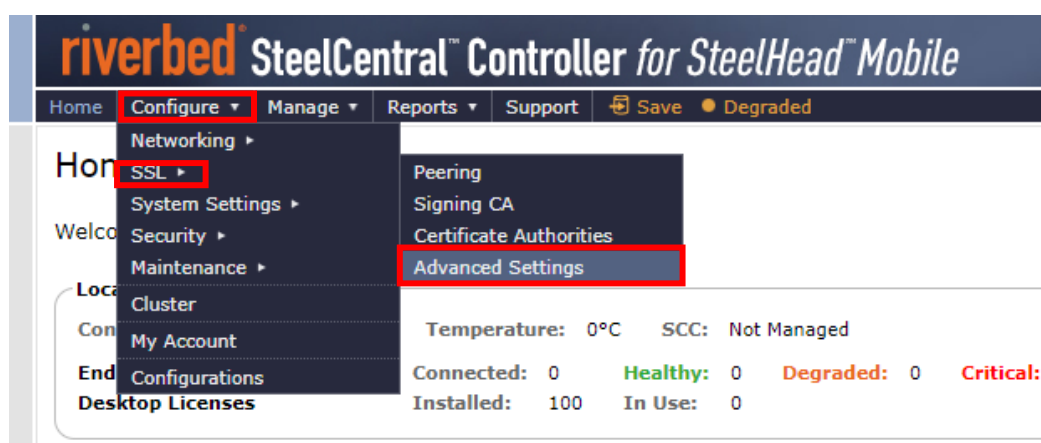 riverbed® SteelCentral™ Controller for SteelHead™ Mobile
Home Configure ▾ Manage ▾ Reports ▾ Support Save Degraded
Networking ▸
SSL ▸
System Settings ▸
Security ▸
Maintenance ▸
Cluster
My Account
Configurations
Peering
Signing CA
Certificate Authorities
Advanced Settings
Temperature: 0°C SCC: Not Managed
Connected: 0 Healthy: 0 Degraded: 0 Critical:
Desktop Licenses Installed: 100 In Use: 0